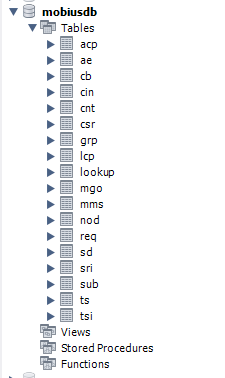 mobiusdb
Tables
acp
ae
cb
cin
cnt
csr
grp
lcp
lookup
mgo
mms
nod
req
sd
sri
sub
ts
tsi
Views
Stored Procedures
Functions